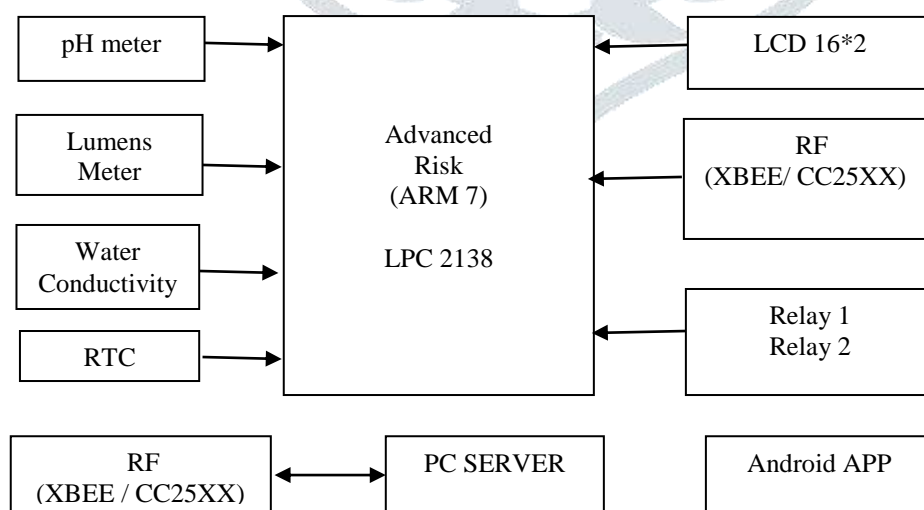 pH meter
Lumens
Meter
Water
Conductivity
RTC
Advanced
Risk
(ARM 7)
LPC 2138
LCD 16*2
RF
(XBEE/ CC25XX)
Relay 1
Relay 2
RF
(XBEE / CC25XX)
PC SERVER
Android APP